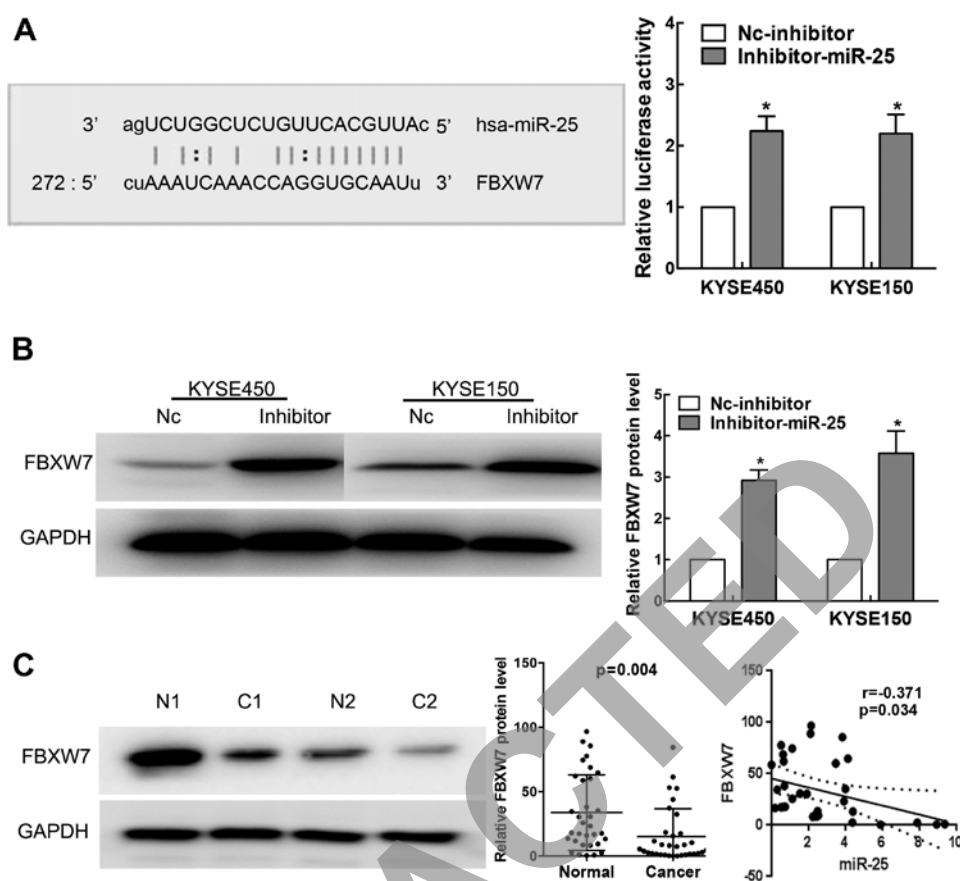 A
3' agUCUGGCUCUGUUCACGUUAc 5' hsa-miR-25
272 : 5' cuAAAUCAAACCAGGUGCAAUu 3' FBXW7
Relative luciferase activity
4
3
2
1
0
Nc-inhibitor
Inhibitor-miR-25
*
*
KYSE450 KYSE150
B
KYSE450 KYSE150
Nc Inhibitor Nc Inhibitor
FBXW7
GAPDH
Relative FBXW7 protein level
5
4
3
2
1
0
Nc-inhibitor
Inhibitor-miR-25
*
*
KYSE450 KYSE150
C
N1 C1 N2 C2
FBXW7
GAPDH
Relative FBXW7 protein level
150
100
50
0
p=0.004
Normal Cancer
FBXW7
150
100
50
0
-50
r=-0.371
p=0.034
2 4 6 8 10
miR-25
ACTED